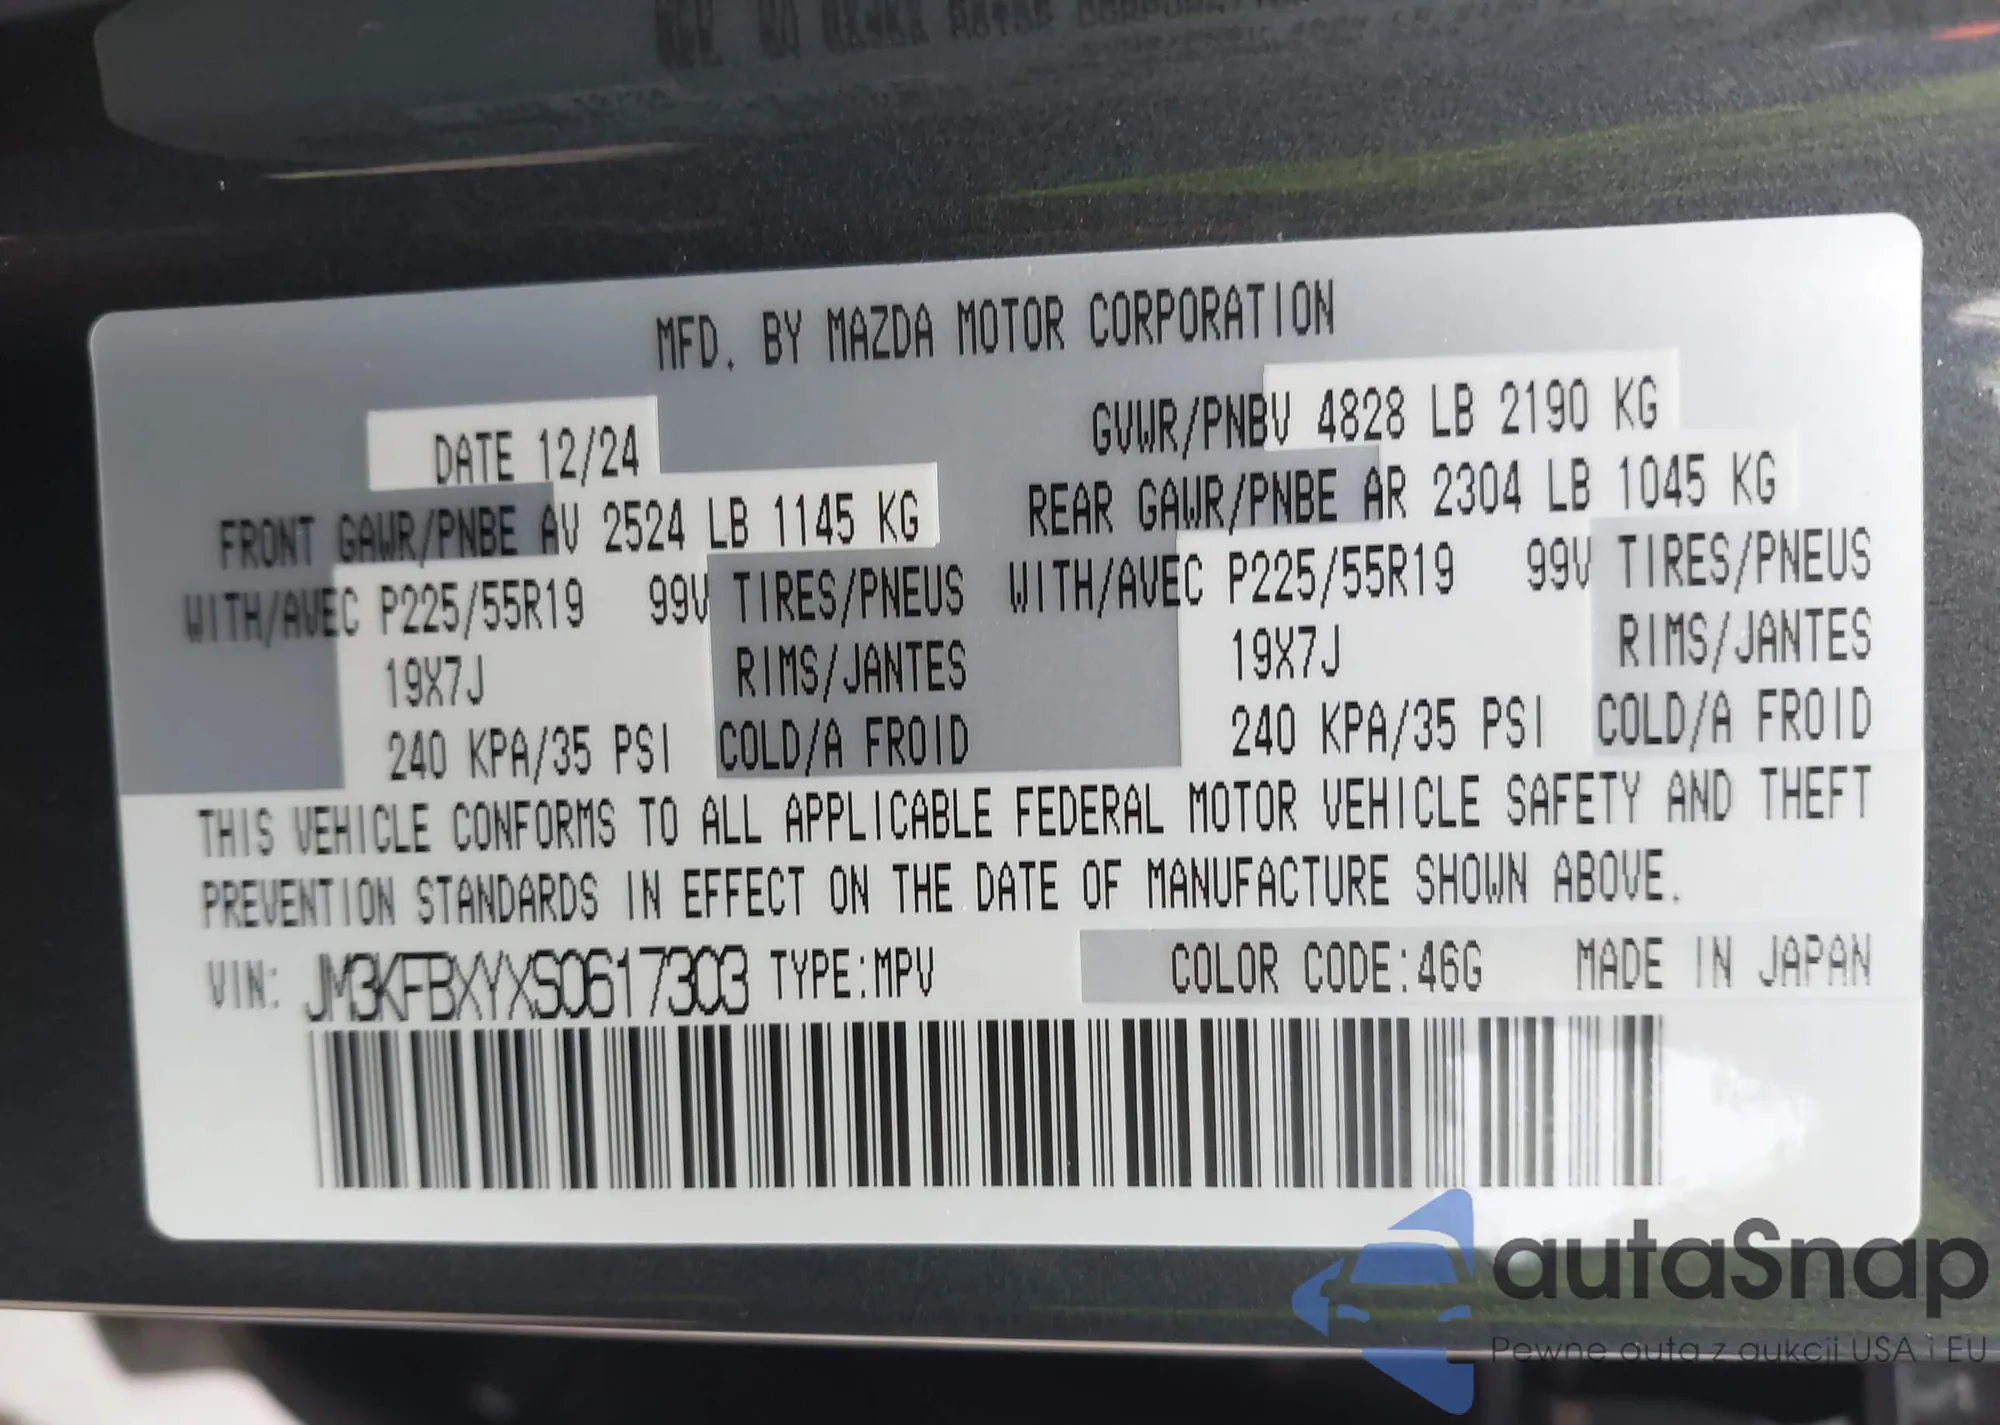 MFD. BY MAZDA MOTOR CORPORATION
DATE 12/24
GVWR/PNBV 4828 LB 2190 KG
FRONT GAWR/PNBE AV 2524 LB 1145 KG
REAR GAWR/PNBE AR 2304 LB 1045 KG
WITH/AVEC P225/55R19 99V TIRES/PNEUS
WITH/AVEC P225/55R19 99V TIRES/PNEUS
19X7J RIMS/JANTES
19X7J RIMS/JANTES
240 KPA/35 PSI COLD/A FROID
240 KPA/35 PSI COLD/A FROID
THIS VEHICLE CONFORMS TO ALL APPLICABLE FEDERAL MOTOR VEHICLE SAFETY AND THEFT
PREVENTION STANDARDS IN EFFECT ON THE DATE OF MANUFACTURE SHOWN ABOVE.
VIN: JM3KFBXYXS0617303 TYPE:MPV COLOR CODE:46G MADE IN JAPAN
autaSnap
Pewne auta z aukcji USA i EU